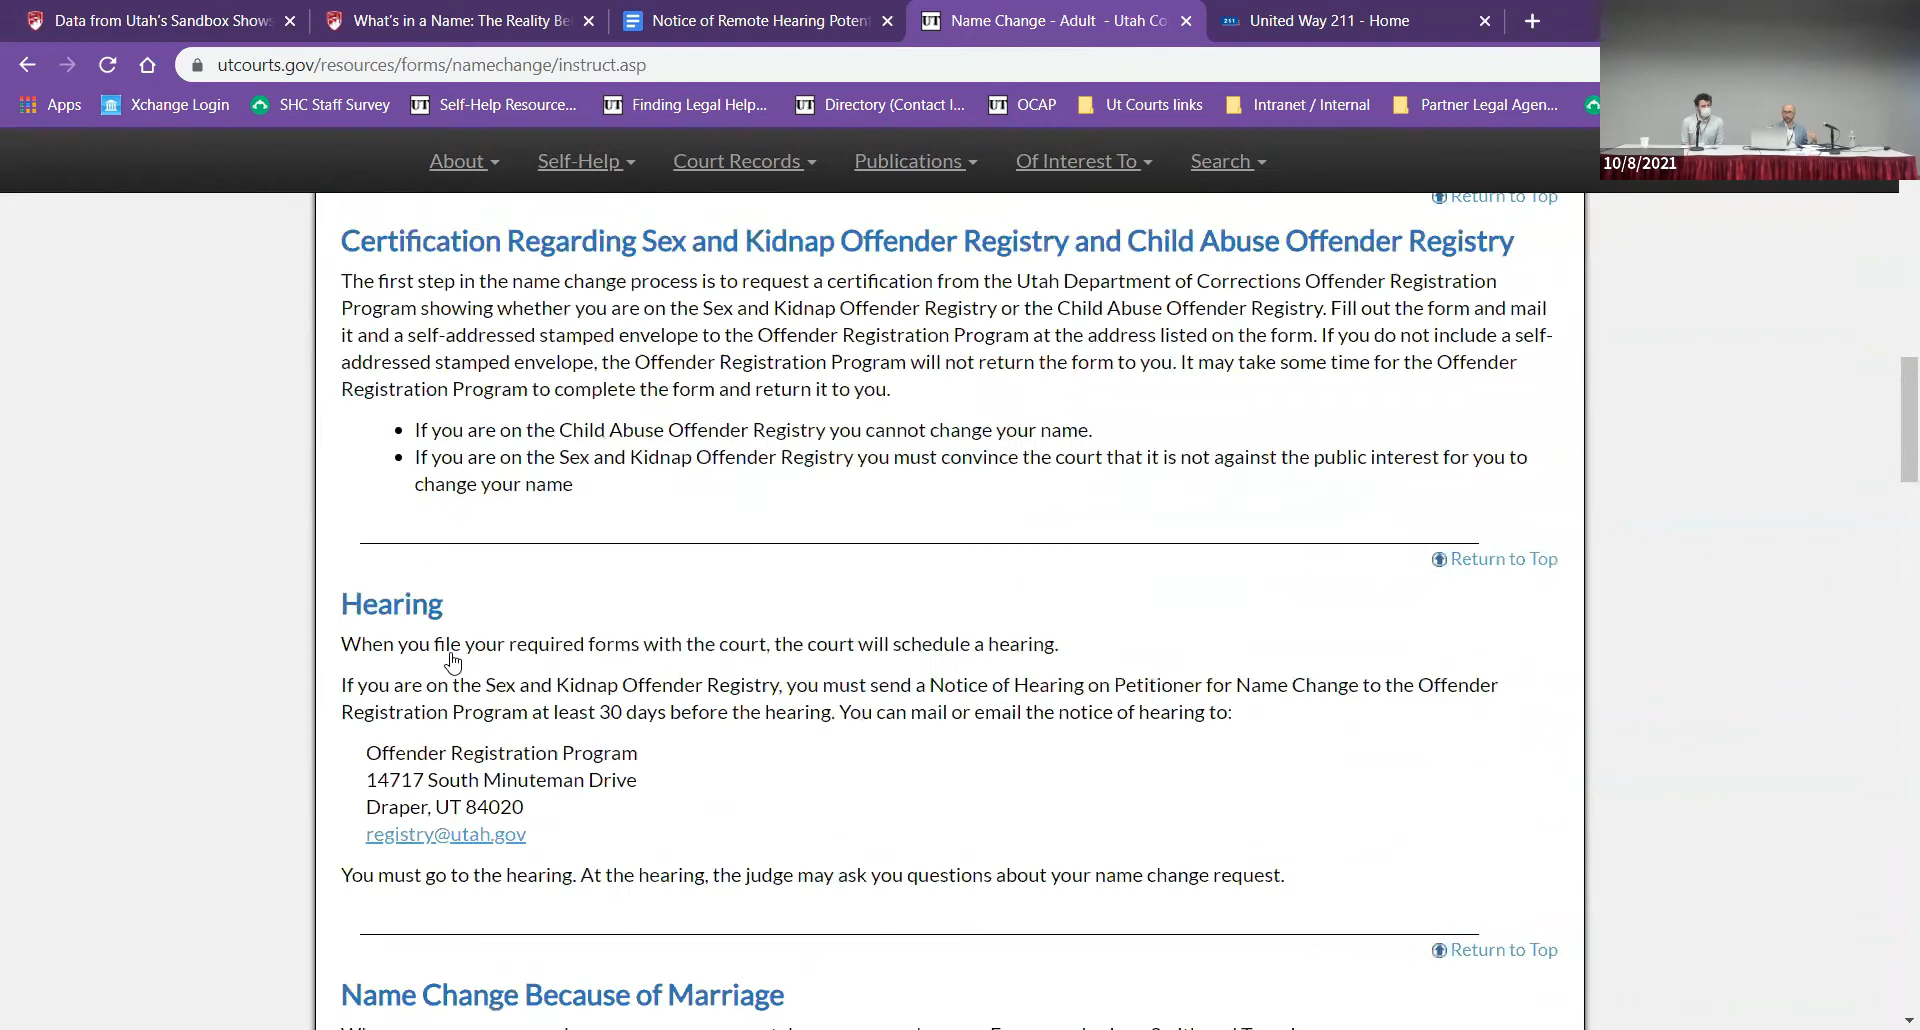 Data from Utah's Sandbox Show
What's in a Name: The Reality Be
Notice of Remote Hearing Poten
Name Change - Adult - Utah Co
United Way 211 - Home
utcourts.gov/resources/forms/namechange/instruct.asp
Apps
Xchange Login
SHC Staff Survey
UT Self-Help Resource...
UT Finding Legal Help...
UT Directory (Contact I...
UT OCAP
Ut Courts links
Intranet / Internal
Partner Legal Agen...
10/8/2021
About
Self-Help
Court Records
Publications
Of Interest To
Search
Return to Top
Certification Regarding Sex and Kidnap Offender Registry and Child Abuse Offender Registry
The first step in the name change process is to request a certification from the Utah Department of Corrections Offender Registration
Program showing whether you are on the Sex and Kidnap Offender Registry or the Child Abuse Offender Registry. Fill out the form and mail
it and a self-addressed stamped envelope to the Offender Registration Program at the address listed on the form. If you do not include a self-
addressed stamped envelope, the Offender Registration Program will not return the form to you. It may take some time for the Offender
Registration Program to complete the form and return it to you.
• If you are on the Child Abuse Offender Registry you cannot change your name.
• If you are on the Sex and Kidnap Offender Registry you must convince the court that it is not against the public interest for you to
change your name
Return to Top
Hearing
When you file your required forms with the court, the court will schedule a hearing.
If you are on the Sex and Kidnap Offender Registry, you must send a Notice of Hearing on Petitioner for Name Change to the Offender
Registration Program at least 30 days before the hearing. You can mail or email the notice of hearing to:
Offender Registration Program
14717 South Minuteman Drive
Draper, UT 84020
registry@utah.gov
You must go to the hearing. At the hearing, the judge may ask you questions about your name change request.
Return to Top
Name Change Because of Marriage